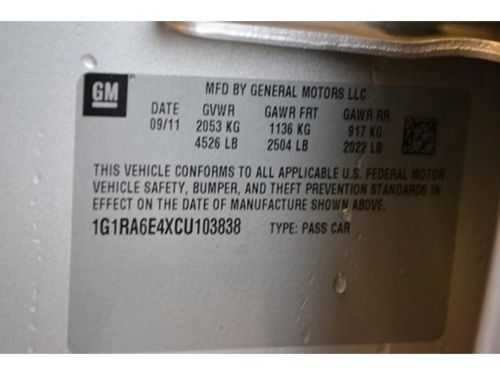 GM
MFD BY GENERAL MOTORS LLC
DATE GVWR GAWR FRT GAWR RR
09/11 2053 KG 1136 KG 917 KG
4526 LB 2504 LB 2022 LB
THIS VEHICLE CONFORMS TO ALL APPLICABLE U.S. FEDERAL MOTOR
VEHICLE SAFETY, BUMPER, AND THEFT PREVENTION STANDARDS IN
EFFECT ON THE DATE OF MANUFACTURE SHOWN ABOVE.
1G1RA6E4XCU103838 TYPE: PASS CAR